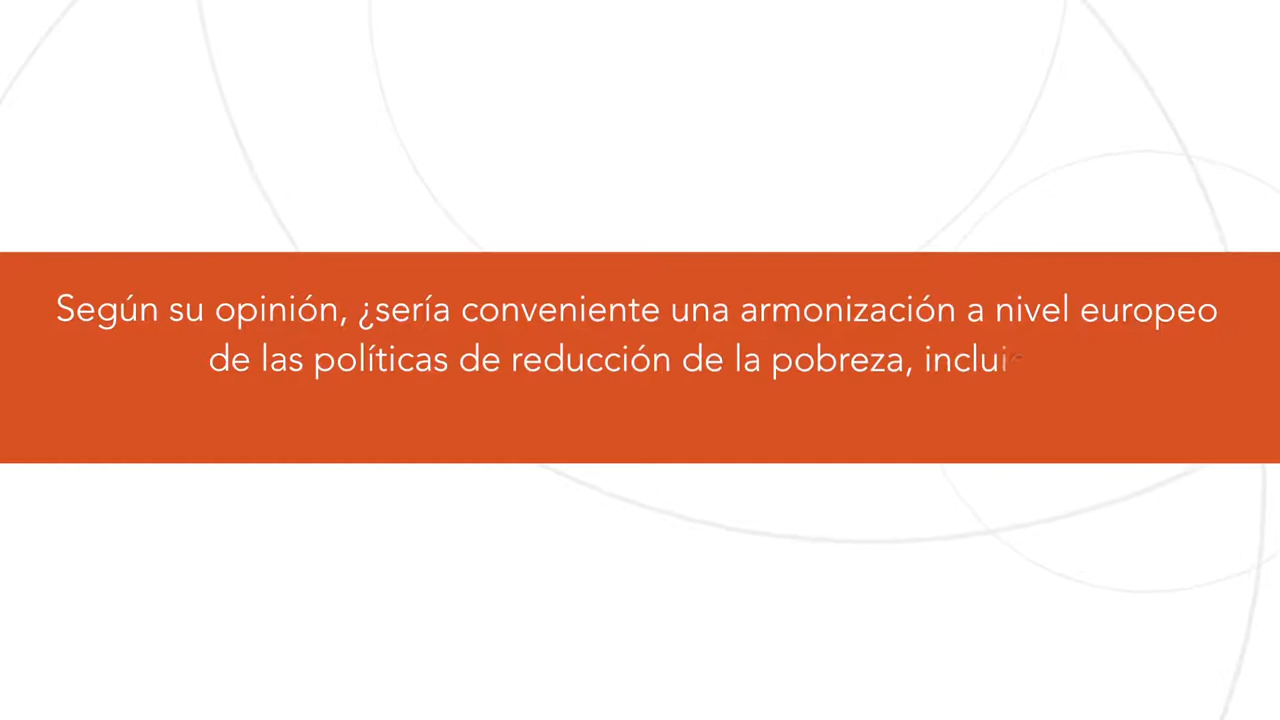 Según su opinión, ¿sería conveniente una armonización a nivel europeo
de las políticas de reducción de la pobreza,